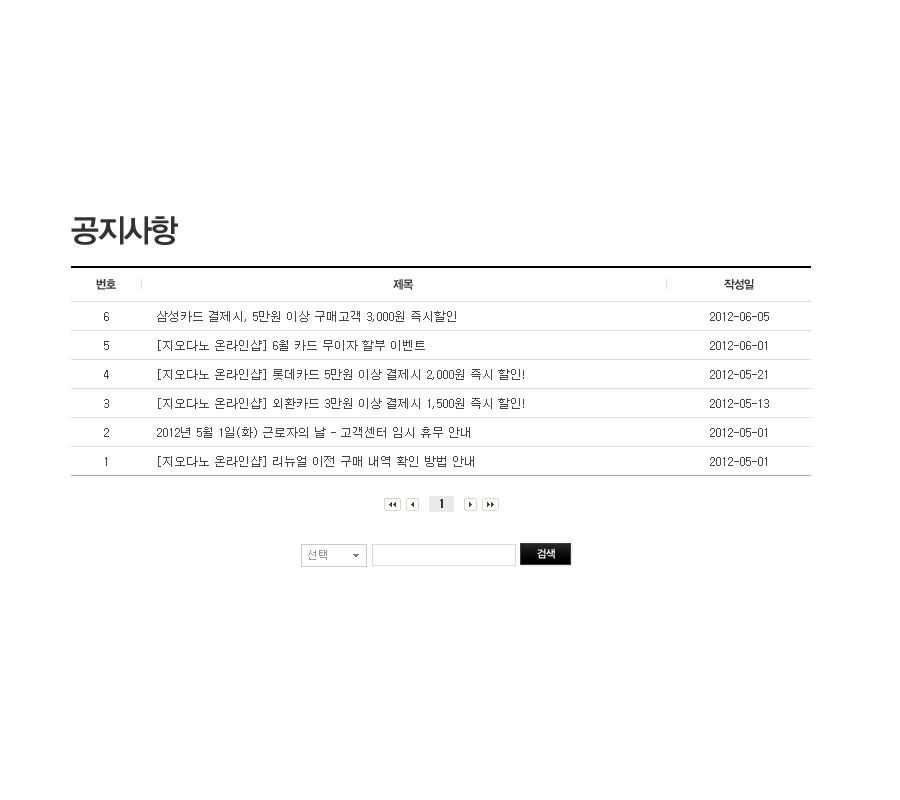 공지사항
번호 제목 작성일
6 삼성카드 결제시, 5만원 이상 구매고객 3,000원 즉시할인 2012-06-05
5 [지오다노 온라인샵] 6월 카드 무이자 할부 이벤트 2012-06-01
4 [지오다노 온라인샵] 롯데카드 5만원 이상 결제시 2,000원 즉시 할인! 2012-05-21
3 [지오다노 온라인샵] 외환카드 3만원 이상 결제시 1,500원 즉시 할인! 2012-05-13
2 2012년 5월 1일(화) 근로자의 날 - 고객센터 임시 휴무 안내 2012-05-01
1 [지오다노 온라인샵] 리뉴얼 이전 구매 내역 확인 방법 안내 2012-05-01
1
선택 검색